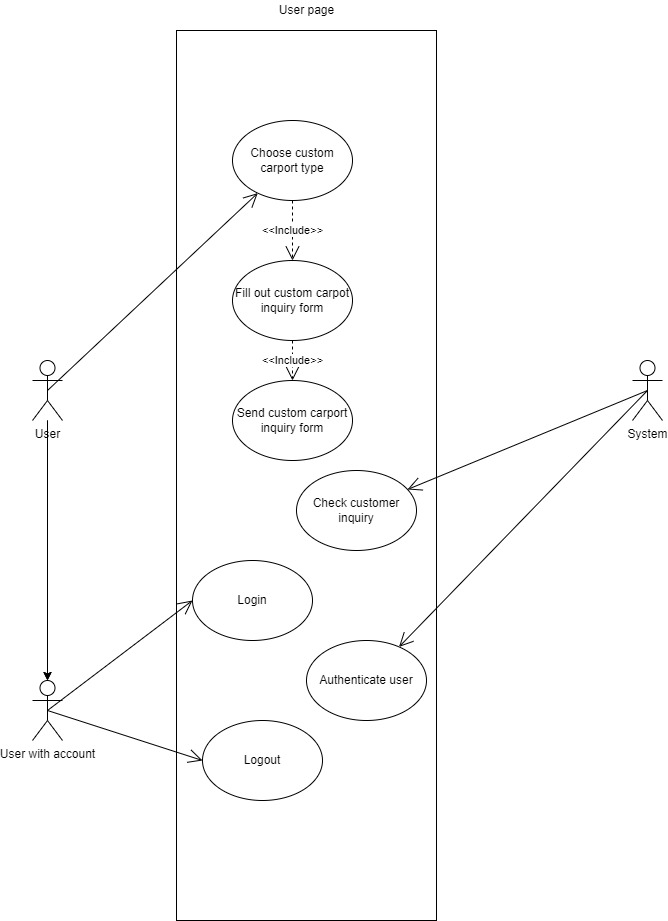 User page
Choose custom
carport type
<<Include>>
Fill out custom carpot
inquiry form
<<Include>>
Send custom carport
inquiry form
User
System
Check customer
inquiry
Login
Authenticate user
User with account
Logout